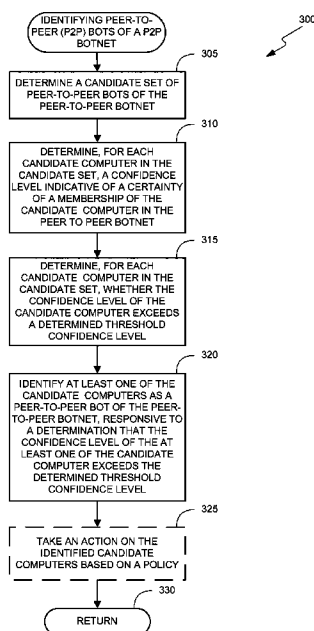 IDENTIFYING PEER-TO-
PEER (P2P) BOTS OF A P2P
BOTNET
300
305
DETERMINE A CANDIDATE SET OF
PEER-TO-PEER BOTS OF THE
PEER-TO-PEER BOTNET
310
DETERMINE, FOR EACH
CANDIDATE COMPUTER IN THE
CANDIDATE SET, A CONFIDENCE
LEVEL INDICATIVE OF A CERTAINTY
OF A MEMBERSHIP OF THE
CANDIDATE COMPUTER IN THE
PEER TO PEER BOTNET
315
DETERMINE, FOR EACH
CANDIDATE COMPUTER IN THE
CANDIDATE SET, WHETHER THE
CONFIDENCE LEVEL OF THE
CANDIDATE COMPUTER EXCEEDS
A DETERMINED THRESHOLD
CONFIDENCE LEVEL
320
IDENTIFY AT LEAST ONE OF THE
CANDIDATE COMPUTERS AS A
PEER-TO-PEER BOT OF THE PEER-
TO-PEER BOTNET, RESPONSIVE TO
A DETERMINATION THAT THE
CONFIDENCE LEVEL OF THE AT
LEAST ONE OF THE CANDIDATE
COMPUTER EXCEEDS THE
DETERMINED THRESHOLD
CONFIDENCE LEVEL
325
TAKE AN ACTION ON THE
IDENTIFIED CANDIDATE
COMPUTERS BASED ON A POLICY
330
RETURN